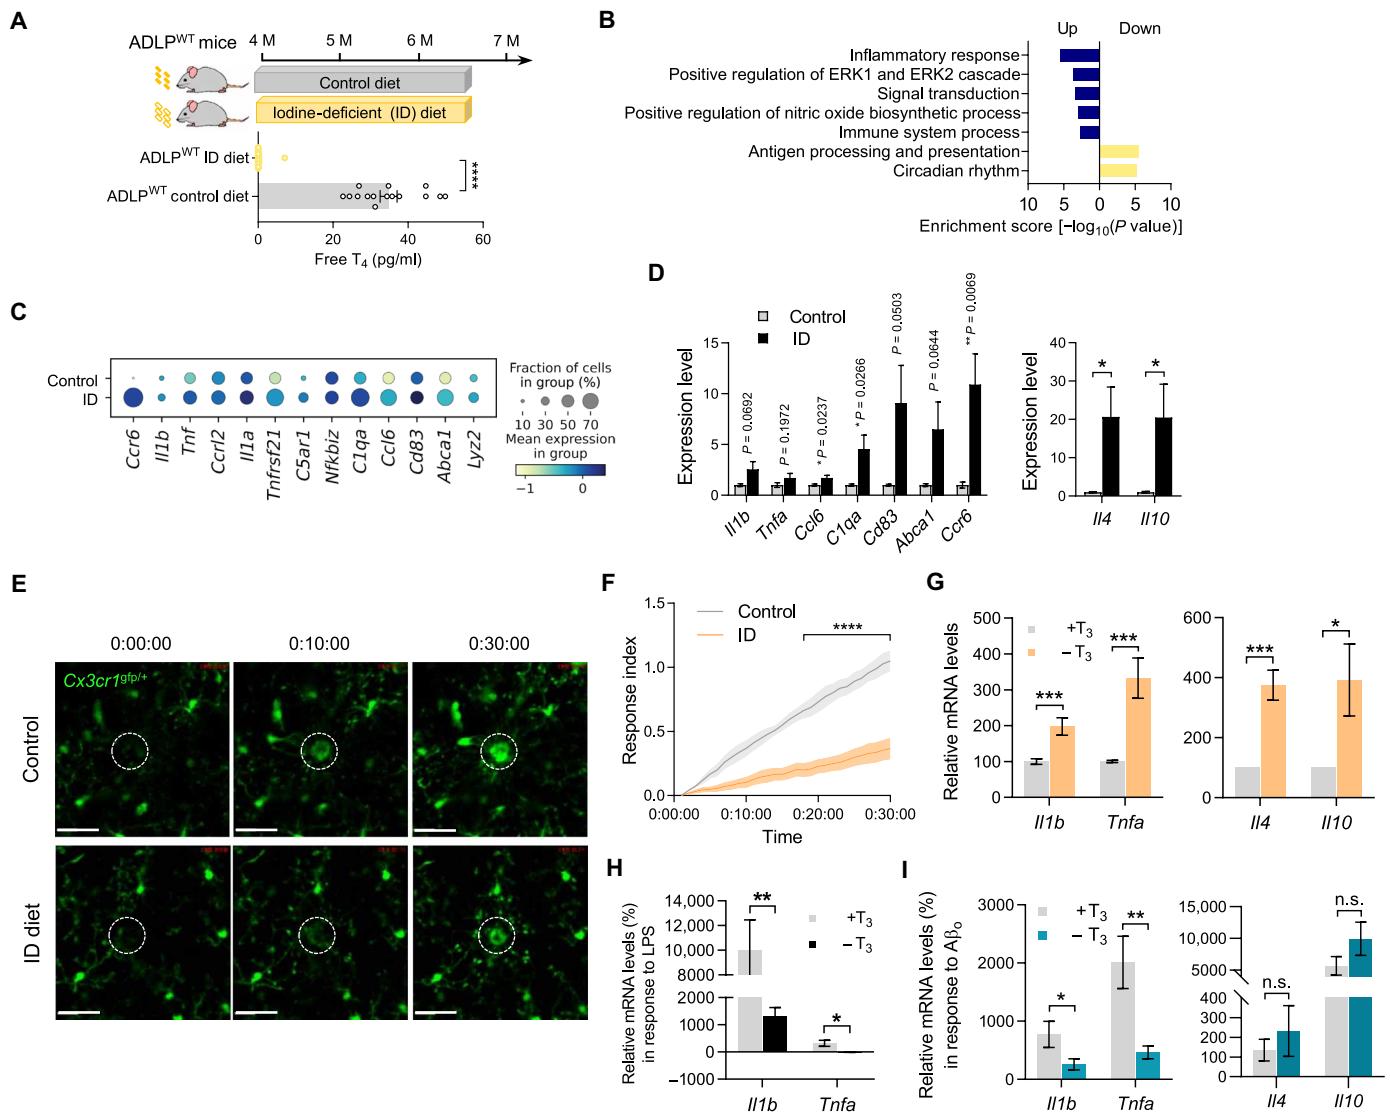 A
ADLPWT mice
4 M
5 M
6 M
7 M
Control diet
Iodine-deficient (ID) diet
ADLPWT ID diet
ADLPWT control diet
****
0
20
40
60
Free T4 (pg/ml)
B
Up
Down
Inflammatory response
Positive regulation of ERK1 and ERK2 cascade
Signal transduction
Positive regulation of nitric oxide biosynthetic process
Immune system process
Antigen processing and presentation
Circadian rhythm
10
5
0
5
10
Enrichment score [−log10(P value)]
C
Control
ID
Ccr6
Il1b
Tnf
Ccrl2
Il1a
Tnfrsf21
C5ar1
Nfkbiz
C1qa
Ccl6
Cd83
Abca1
Lyz2
Fraction of cells
in group (%)
10 30 50 70
Mean expression
in group
−1
0
D
Control
ID
Expression level
15
10
5
0
P = 0.0692
P = 0.1972
* P = 0.0237
* P = 0.0266
P = 0.0503
P = 0.0644
** P = 0.0069
Il1b
Tnfa
Ccl6
C1qa
Cd83
Abca1
Ccr6
Expression level
40
30
20
10
0
*
*
Il4
Il10
E
0:00:00
0:10:00
0:30:00
Cx3cr1gfp/+
Control
ID diet
F
Response index
1.5
1.0
0.5
0.0
Control
ID
****
0:00:00
0:10:00
0:20:00
0:30:00
Time
G
Relative mRNA levels
500
400
300
200
100
0
+T3
−T3
***
***
Il1b
Tnfa
600
400
200
0
***
*
Il4
Il10
H
Relative mRNA levels (%)
in response to LPS
14,000
12,000
10,000
8000
2000
1000
0
−1000
**
*
+T3
−T3
Il1b
Tnfa
I
Relative mRNA levels (%)
in response to Aβo
3000
2000
1000
0
+T3
−T3
*
**
Il1b
Tnfa
15,000
10,000
5000
400
300
200
100
0
n.s.
n.s.
Il4
Il10